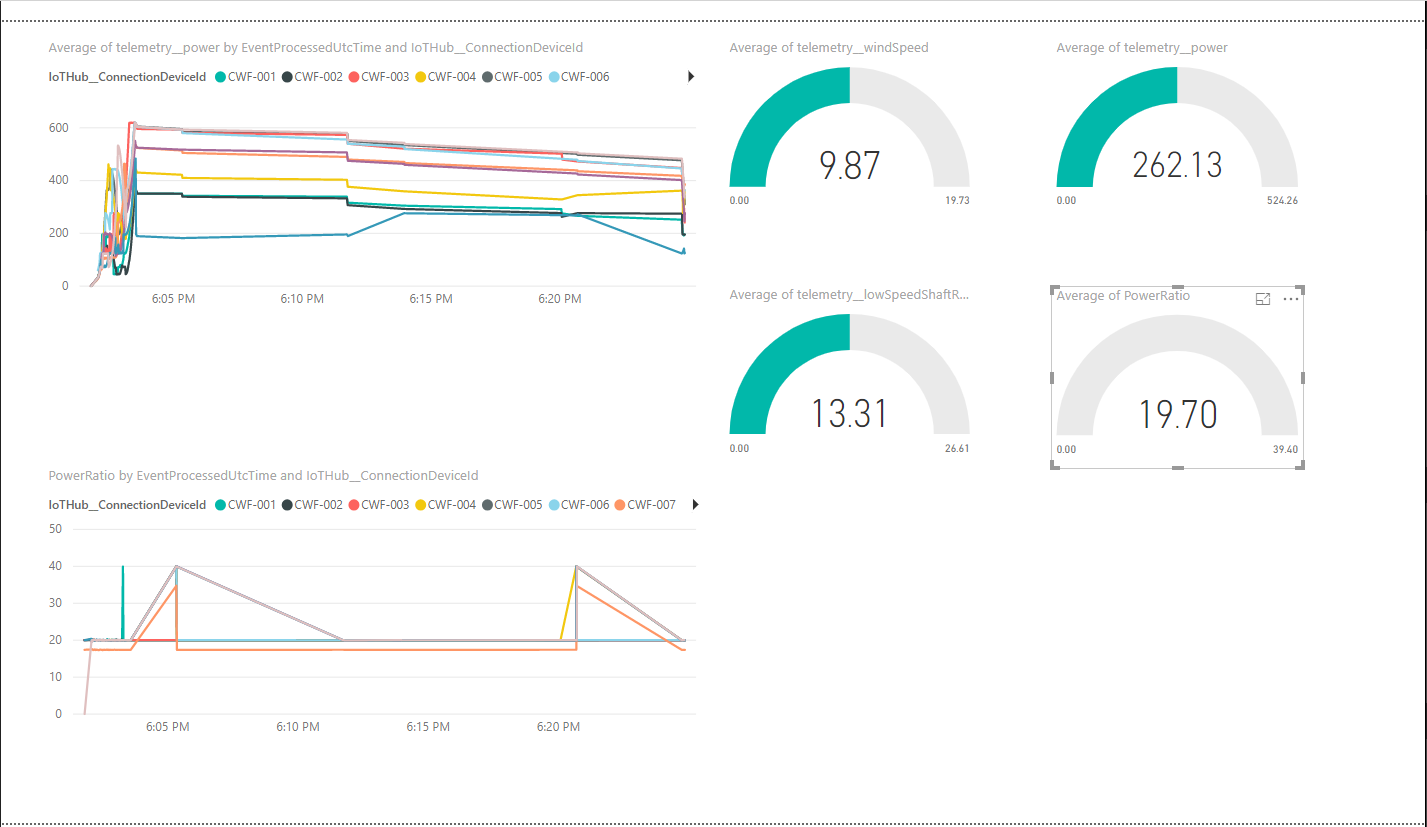 Average of telemetry__power by EventProcessedUtcTime and IoTHub__ConnectionDeviceId
IoTHub__ConnectionDeviceId CWF-001 CWF-002 CWF-003 CWF-004 CWF-005 CWF-006
600
400
200
0
6:05 PM 6:10 PM 6:15 PM 6:20 PM
Average of telemetry__windSpeed
9.87
0.00 19.73
Average of telemetry__power
262.13
0.00 524.26
Average of telemetry__lowSpeedShaftR...
13.31
0.00 26.61
Average of PowerRatio
19.70
0.00 39.40
PowerRatio by EventProcessedUtcTime and IoTHub__ConnectionDeviceId
IoTHub__ConnectionDeviceId CWF-001 CWF-002 CWF-003 CWF-004 CWF-005 CWF-006 CWF-007
50
40
30
20
10
0
6:05 PM 6:10 PM 6:15 PM 6:20 PM